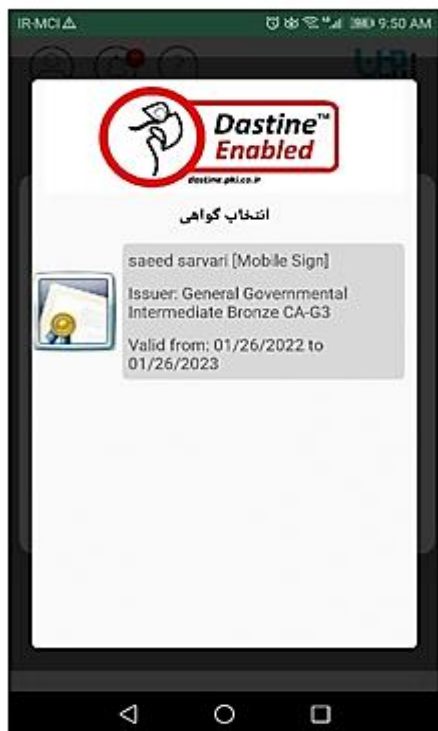 IR-MCI 9:50 AM
Dastine™
Enabled
dastine.pki.co.ir
انتخاب گواهی
saeed sarvari [Mobile Sign]
Issuer: General Governmental
Intermediate Bronze CA-G3
Valid from: 01/26/2022 to
01/26/2023